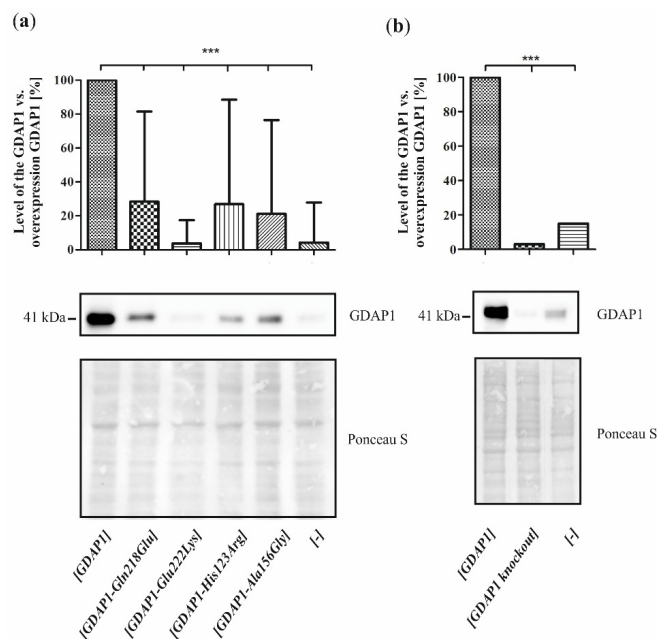 (a)
***
Level of the GDAP1 vs.
overexpression GDAP1 [%]
100
80
60
40
20
0
41 kDa
GDAP1
Ponceau S
[GDAP1]
[GDAP1-Gln218Glu]
[GDAP1-Glu222Lys]
[GDAP1-His123Arg]
[GDAP1-Ala156Gly]
[-]
(b)
***
Level of the GDAP1 vs.
overexpression GDAP1 [%]
100
80
60
40
20
0
41 kDa
GDAP1
Ponceau S
[GDAP1]
[GDAP1 knockout]
[-]